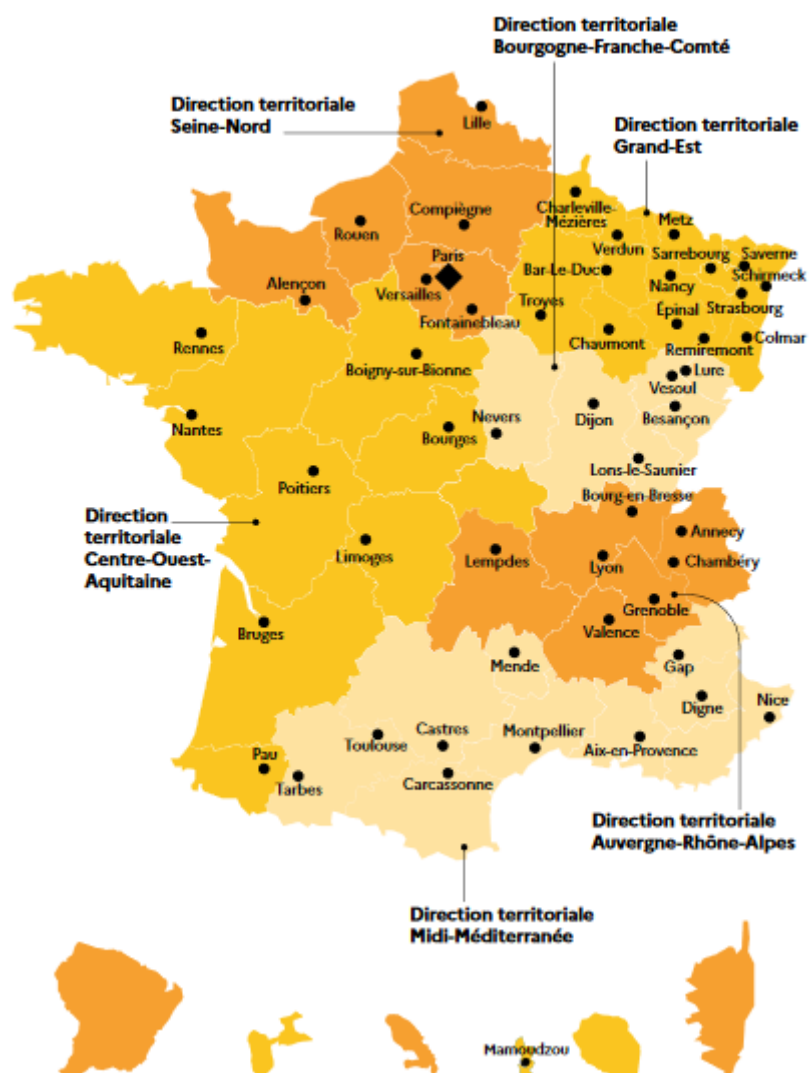 Direction territoriale
Bourgogne-Franche-Comté
Direction territoriale
Seine-Nord
Lille
Direction territoriale
Grand-Est
Charleville-
Mézières
Metz
Compiègne
Rouen
Verdun
Sarrebourg
Saverne
Paris
Bar-Le-Duc
Schirmeck
Alençon
Versailles
Nancy
Troyes
Strasbourg
Fontainebleau
Épinal
Rennes
Chaumont
Remiremont
Colmar
Boigny-sur-Bionne
Lure
Vesoul
Nantes
Nevers
Dijon
Besançon
Bourges
Lons-le-Saunier
Poitiers
Bourg-en-Bresse
Direction
territoriale
Centre-Ouest-
Aquitaine
Annecy
Limoges
Lempdes
Lyon
Chambéry
Grenoble
Bruges
Valence
Mende
Gap
Digne
Nice
Castres
Montpellier
Toulouse
Aix-en-Provence
Pau
Tarbes
Carcassonne
Direction territoriale
Auvergne-Rhône-Alpes
Direction territoriale
Midi-Méditerranée
Mamoudzou